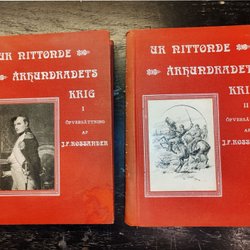 UR NITTONDE
ÅRHUNDRADETS
KRIG
I
ÖFVERSÄTTNING
AF
J.F. ROSSANDER
UR NITTONDE
ÅRHUNDRADETS
KRIG
II
ÖFVERSÄTTNING
AF
J.F. ROSSANDER